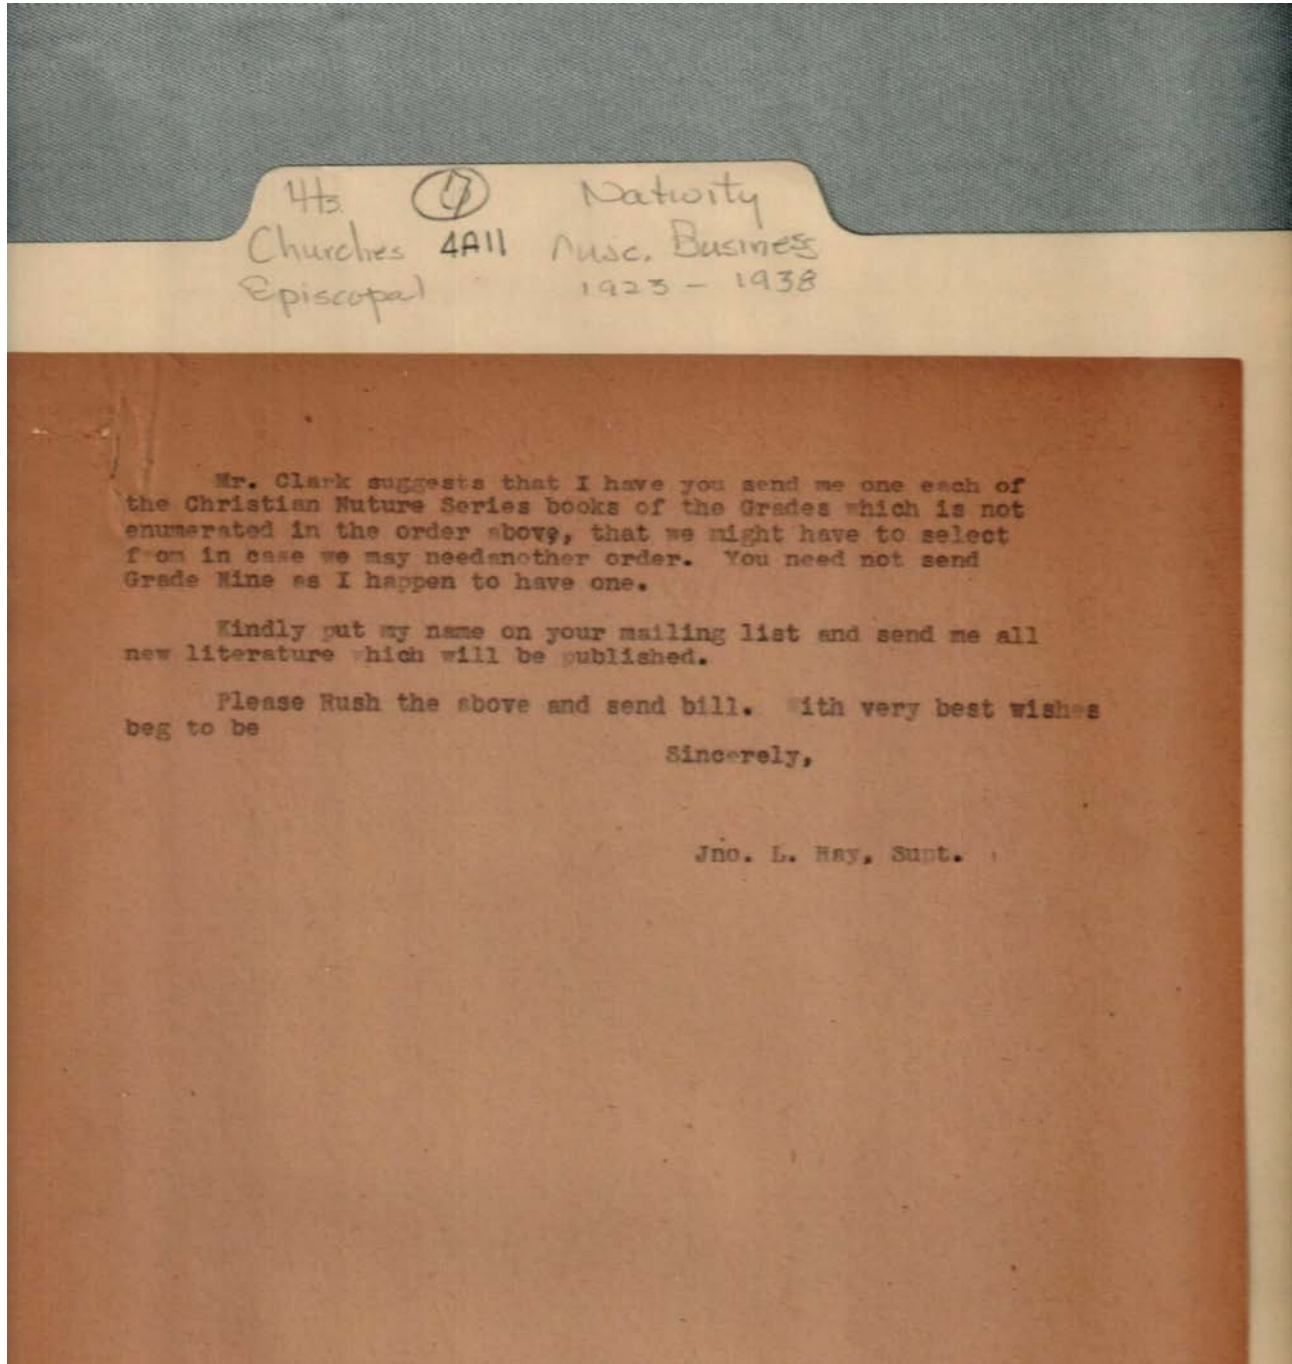 4ts. 7 Nativity
Churches 4A11 Misc. Business
Episcopal 1923 - 1938
Mr. Clark suggests that I have you send me one each of
the Christian Nuture Series books of the Grades which is not
enumerated in the order above, that we might have to select
from in case we may needanother order. You need not send
Grade Nine as I happen to have one.
Kindly put my name on your mailing list and send me all
new literature which will be published.
Please Rush the above and send bill. With very best wishes
beg to be
Sincerely,
Jno. L. Hay, Supt.